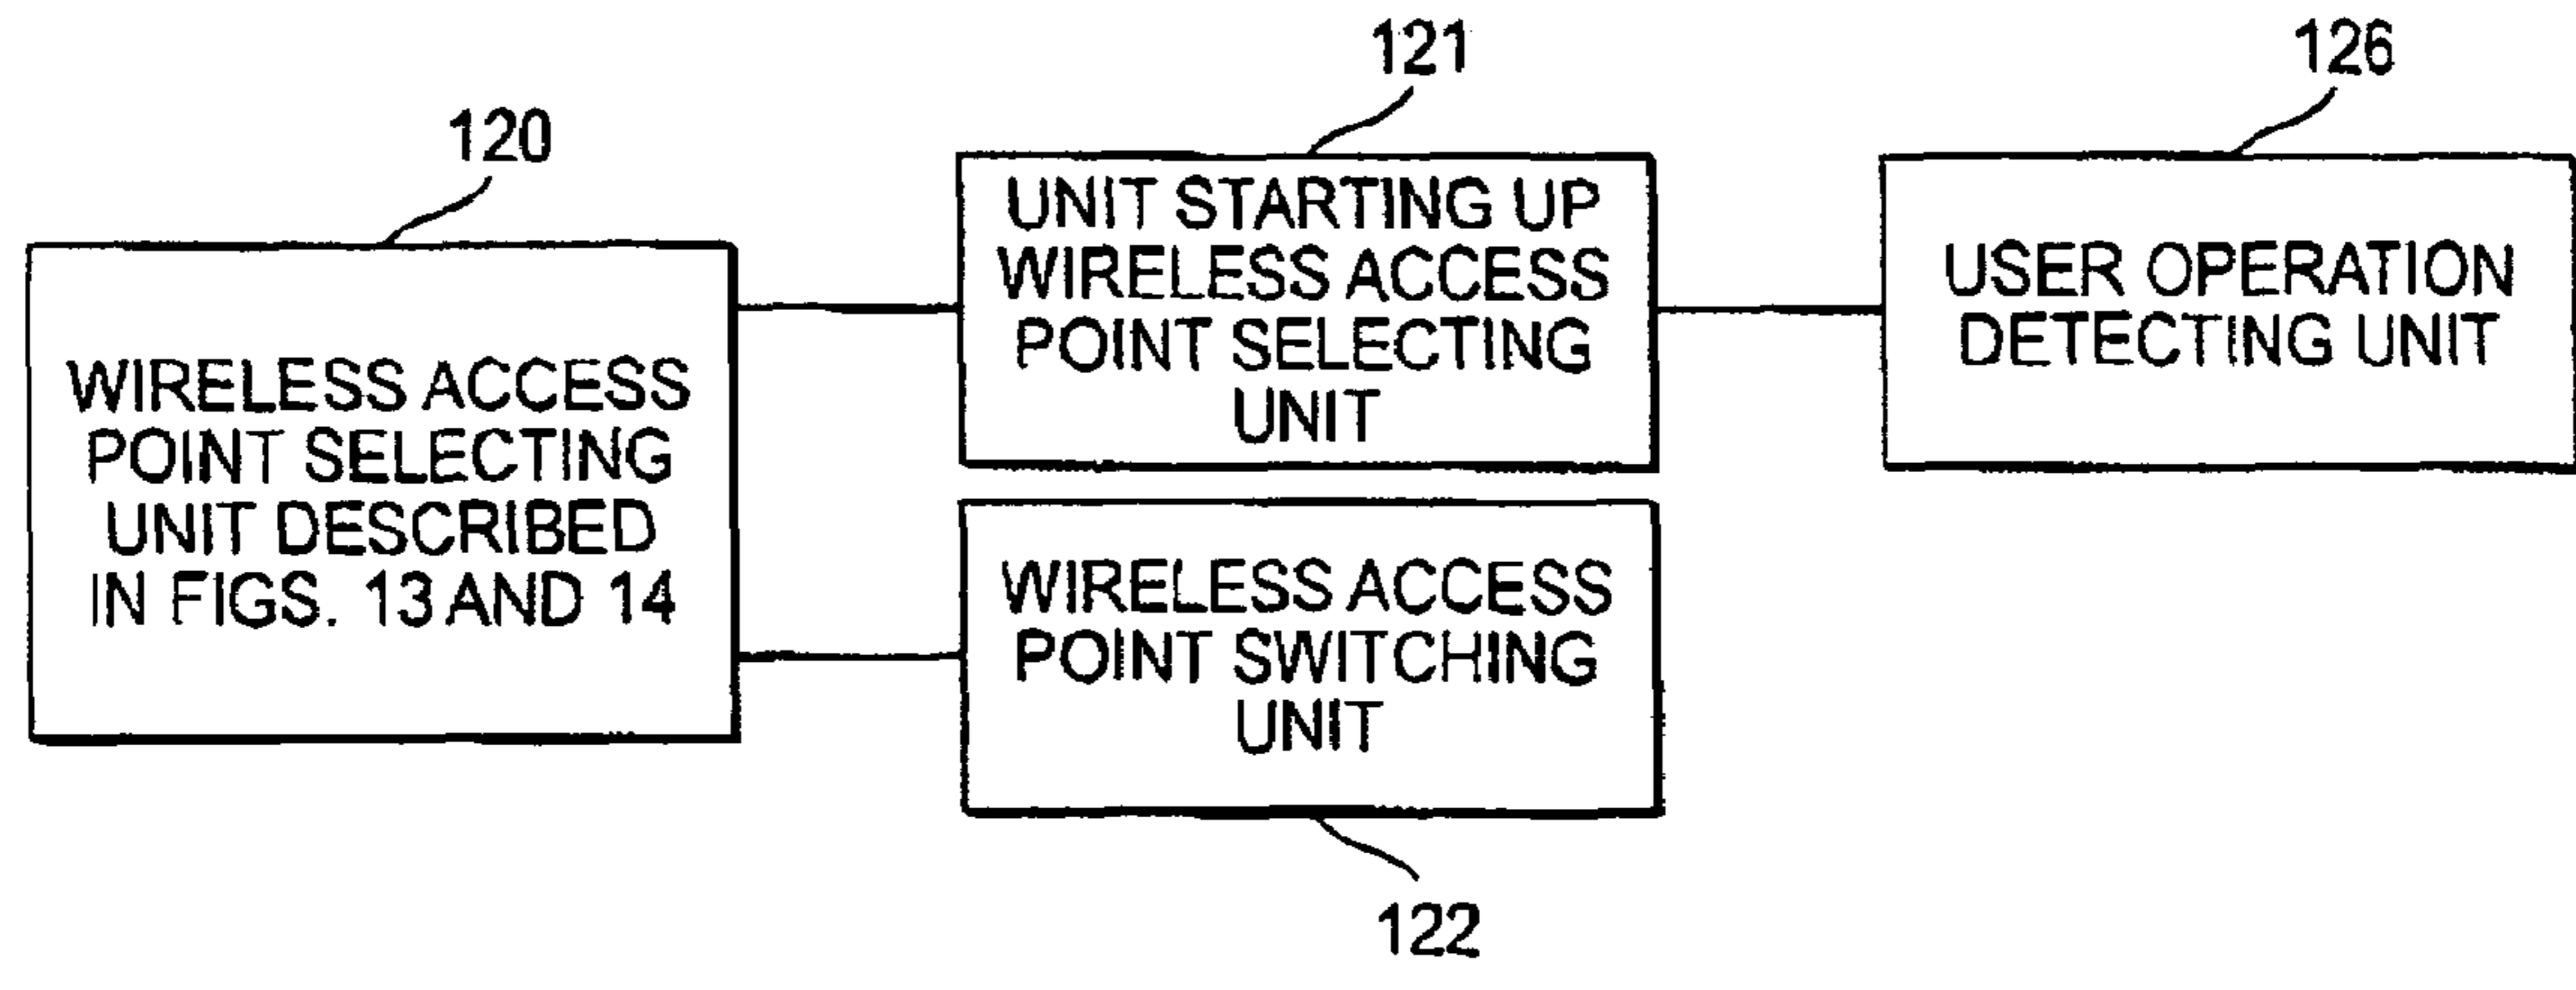 120
WIRELESS ACCESS
POINT SELECTING
UNIT DESCRIBED
IN FIGS. 13 AND 14
121
UNIT STARTING UP
WIRELESS ACCESS
POINT SELECTING
UNIT
126
USER OPERATION
DETECTING UNIT
WIRELESS ACCESS
POINT SWITCHING
UNIT
122